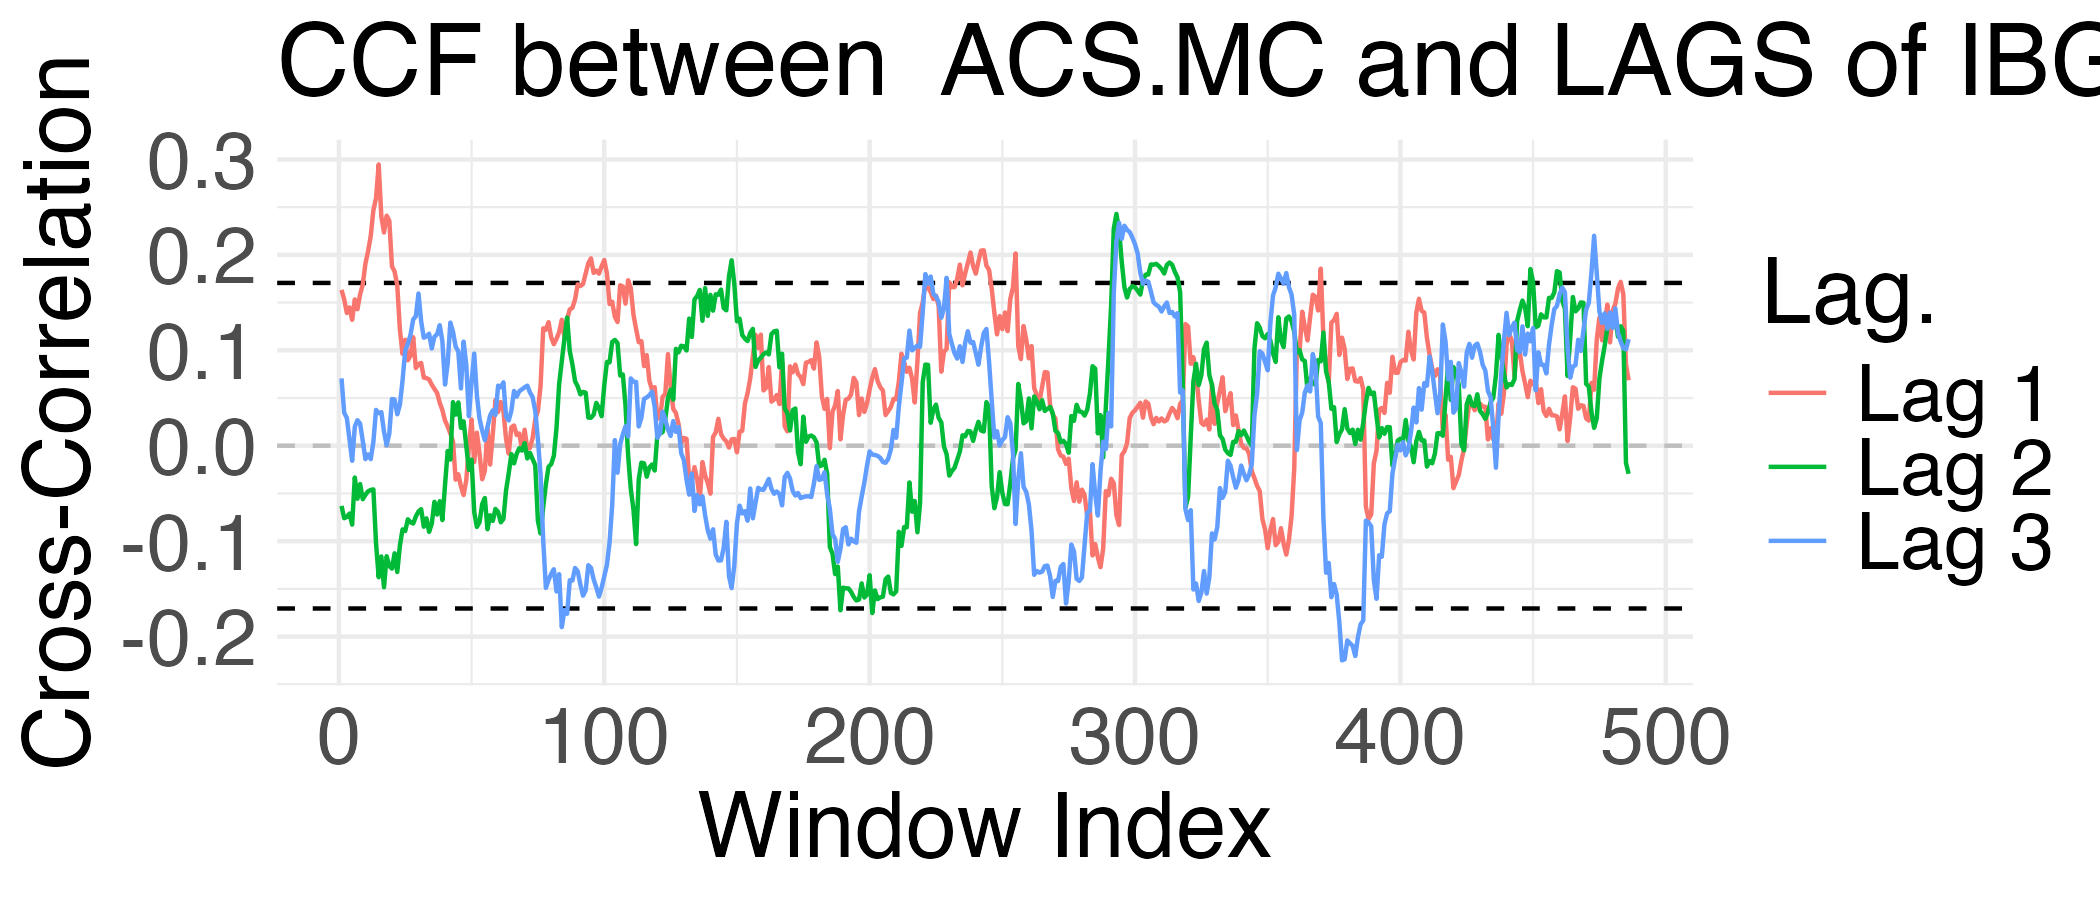 CCF between  ACS.MC and LAGS of IBG
Cross-Correlation
0.3
0.2
0.1
0.0
-0.1
-0.2
0
100
200
300
400
500
Window Index
Lag.
Lag 1
Lag 2
Lag 3